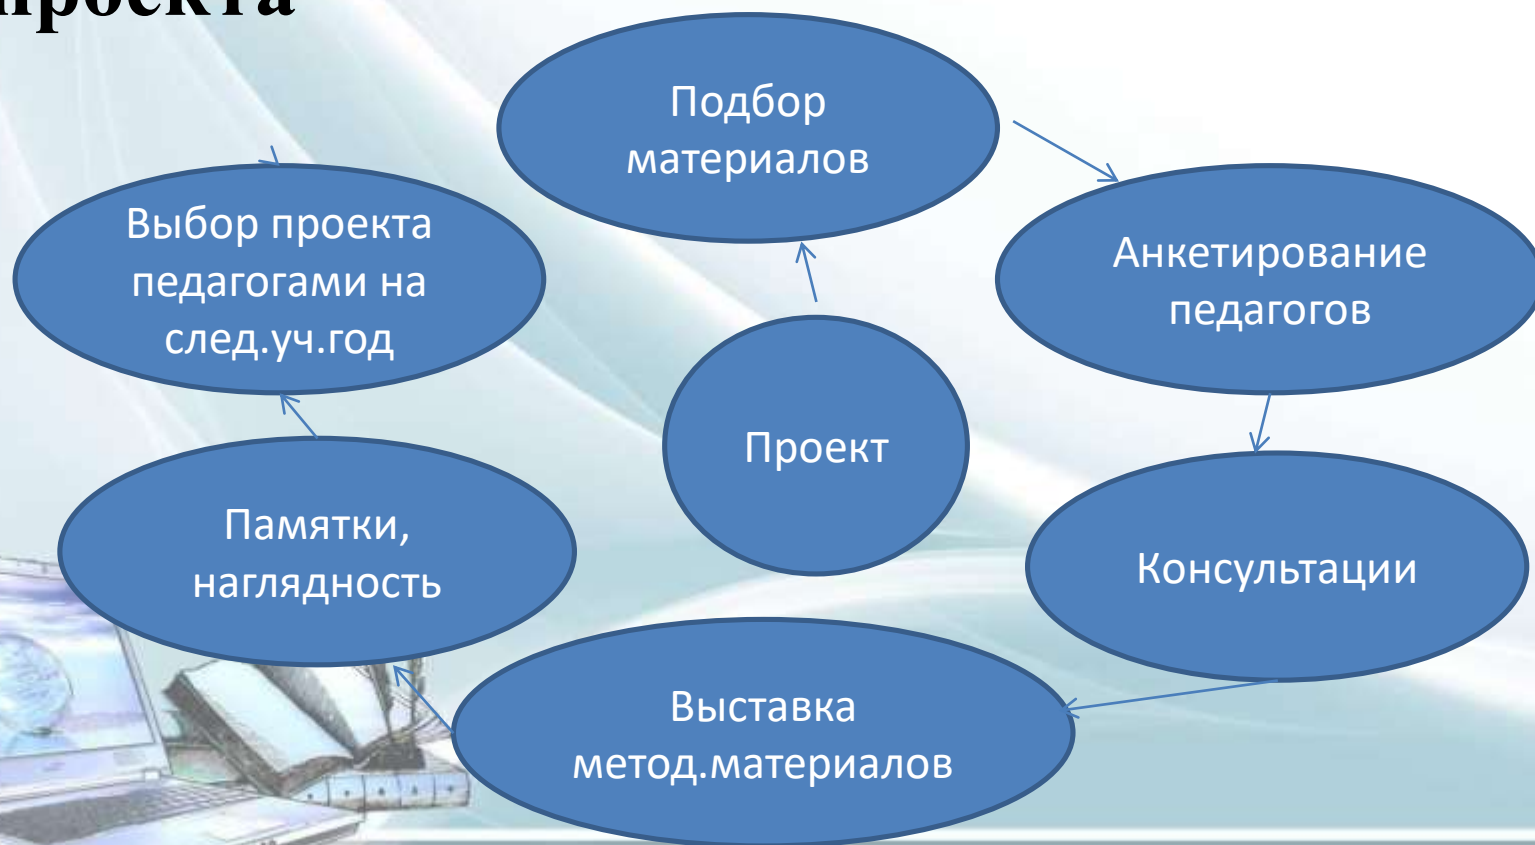 проекта
Подбор
материалов
Анкетирование
педагогов
Консультации
Выставка
метод.материалов
Памятки,
наглядность
Выбор проекта
педагогами на
след.уч.год
Проект